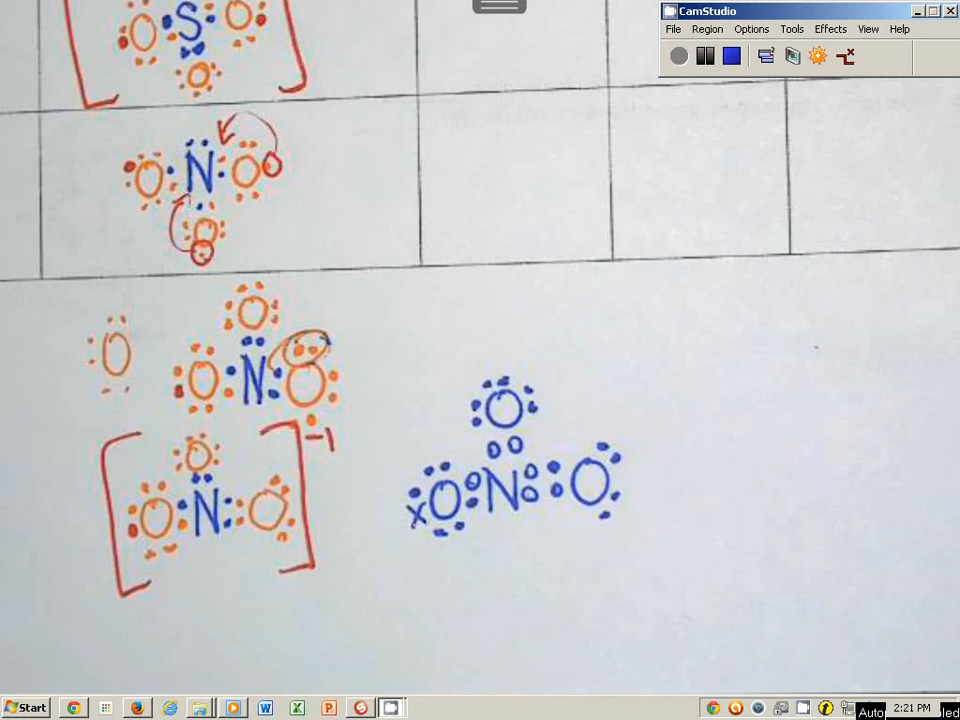 CamStudio
File Region Options Tools Effects View Help
O S O
O
O N O
O
O
O O N O
-1
O
O N O
O
O N O
x
Start W X P 2:21 PM